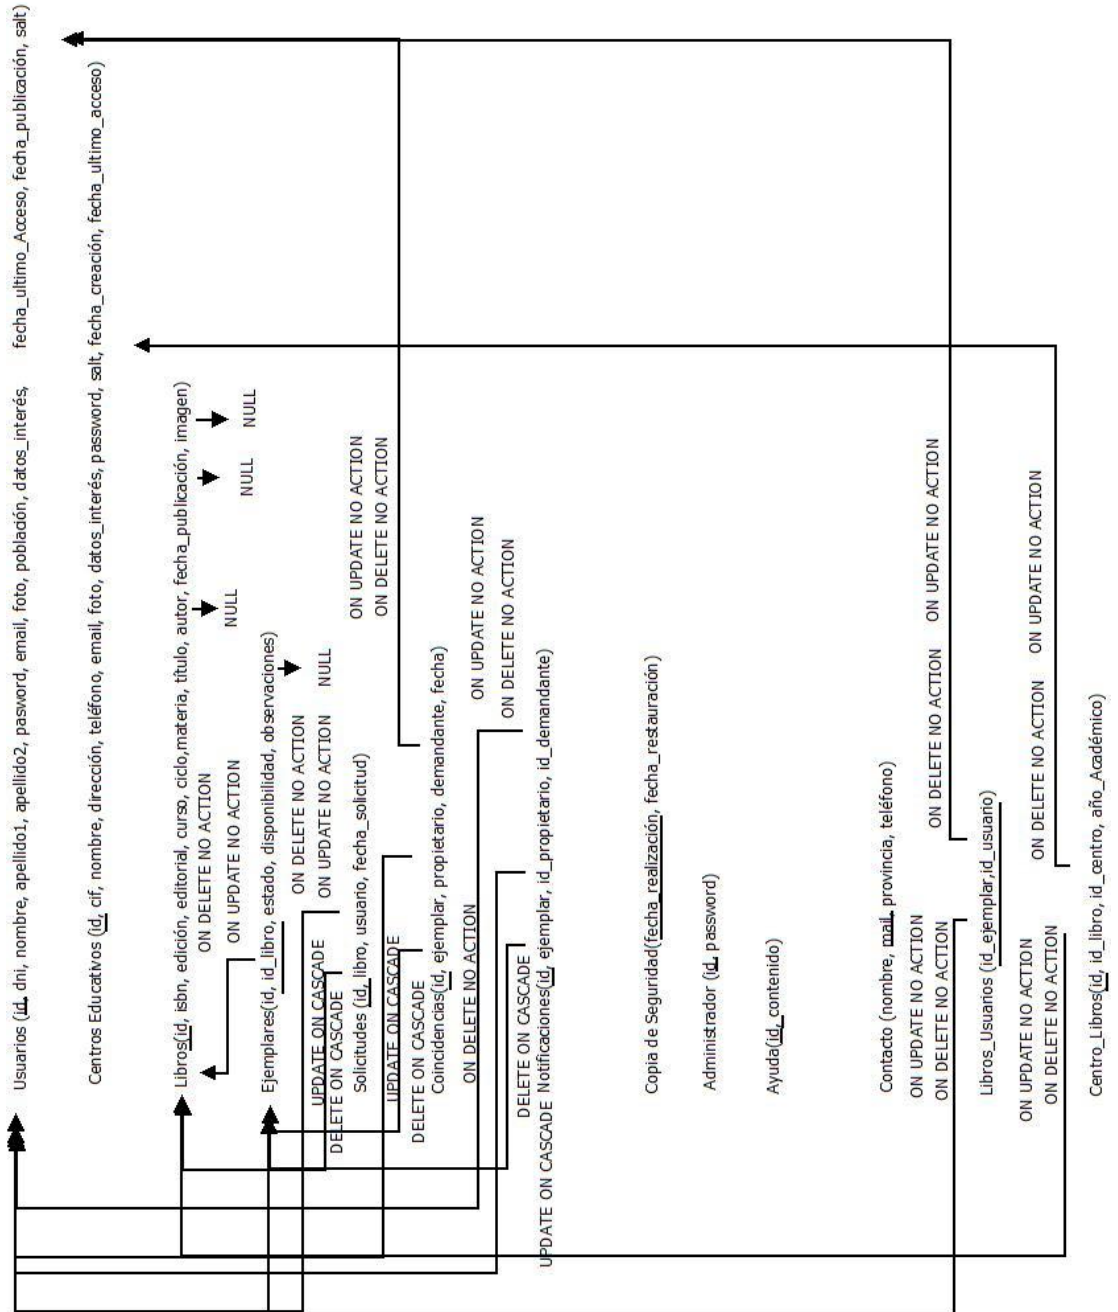 Usuarios (id, dni, nombre, apellido1, apellido2, pasword, email, foto, población, datos_interés, fecha_ultimo_Acceso, fecha_publicación, salt)
Centros Educativos (id, cif, nombre, dirección, teléfono, email, foto, datos_interés, password, salt, fecha_creación, fecha_ultimo_acceso)
Libros(id, isbn, edición, editorial, curso, ciclo,materia, título, autor, fecha_publicación, imagen)
ON DELETE NO ACTION
NULL
NULL
NULL
ON UPDATE NO ACTION
Ejemplares(id, id_libro, estado, disponibilidad, observaciones)
ON DELETE NO ACTION
UPDATE ON CASCADE
ON UPDATE NO ACTION
NULL
DELETE ON CASCADE
Solicitudes (id, libro, usuario, fecha_solicitud)
ON UPDATE NO ACTION
UPDATE ON CASCADE
ON DELETE NO ACTION
DELETE ON CASCADE
Coincidencias(id, ejemplar, propietario, demandante, fecha)
ON DELETE NO ACTION
ON UPDATE NO ACTION
ON DELETE NO ACTION
DELETE ON CASCADE
UPDATE ON CASCADE Notificaciones(id, ejemplar, id_propietario, id_demandante)
Copia de Seguridad(fecha_realización, fecha_restauración)
Administrador (id, password)
Ayuda(id, contenido)
Contacto (nombre, mail, provincia, teléfono)
ON UPDATE NO ACTION
ON DELETE NO ACTION
ON DELETE NO ACTION ON UPDATE NO ACTION
Libros_Usuarios (id_ejemplar,id_usuario)
ON UPDATE NO ACTION
ON DELETE NO ACTION
ON DELETE NO ACTION ON UPDATE NO ACTION
Centro_Libros(id, id_libro, id_centro, año_Académico)